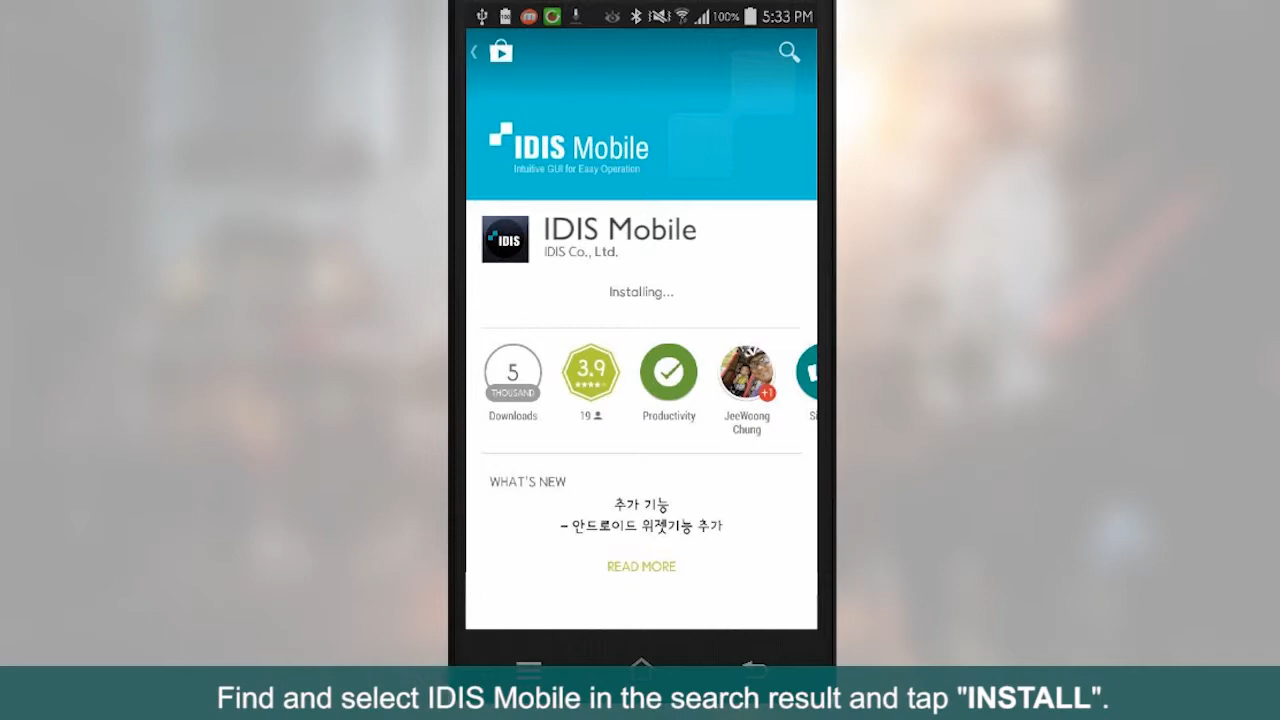 100% 5:33 PM
IDIS Mobile
Intuitive GUI for Easy Operation
IDIS
IDIS Mobile
IDIS Co., Ltd.
Installing...
5
THOUSAND
Downloads
3.9
19
Productivity
+1
JeeWoong
Chung
WHAT'S NEW
추가 기능
- 안드로이드 위젯기능 추가
READ MORE
Find and select IDIS Mobile in the search result and tap "INSTALL".